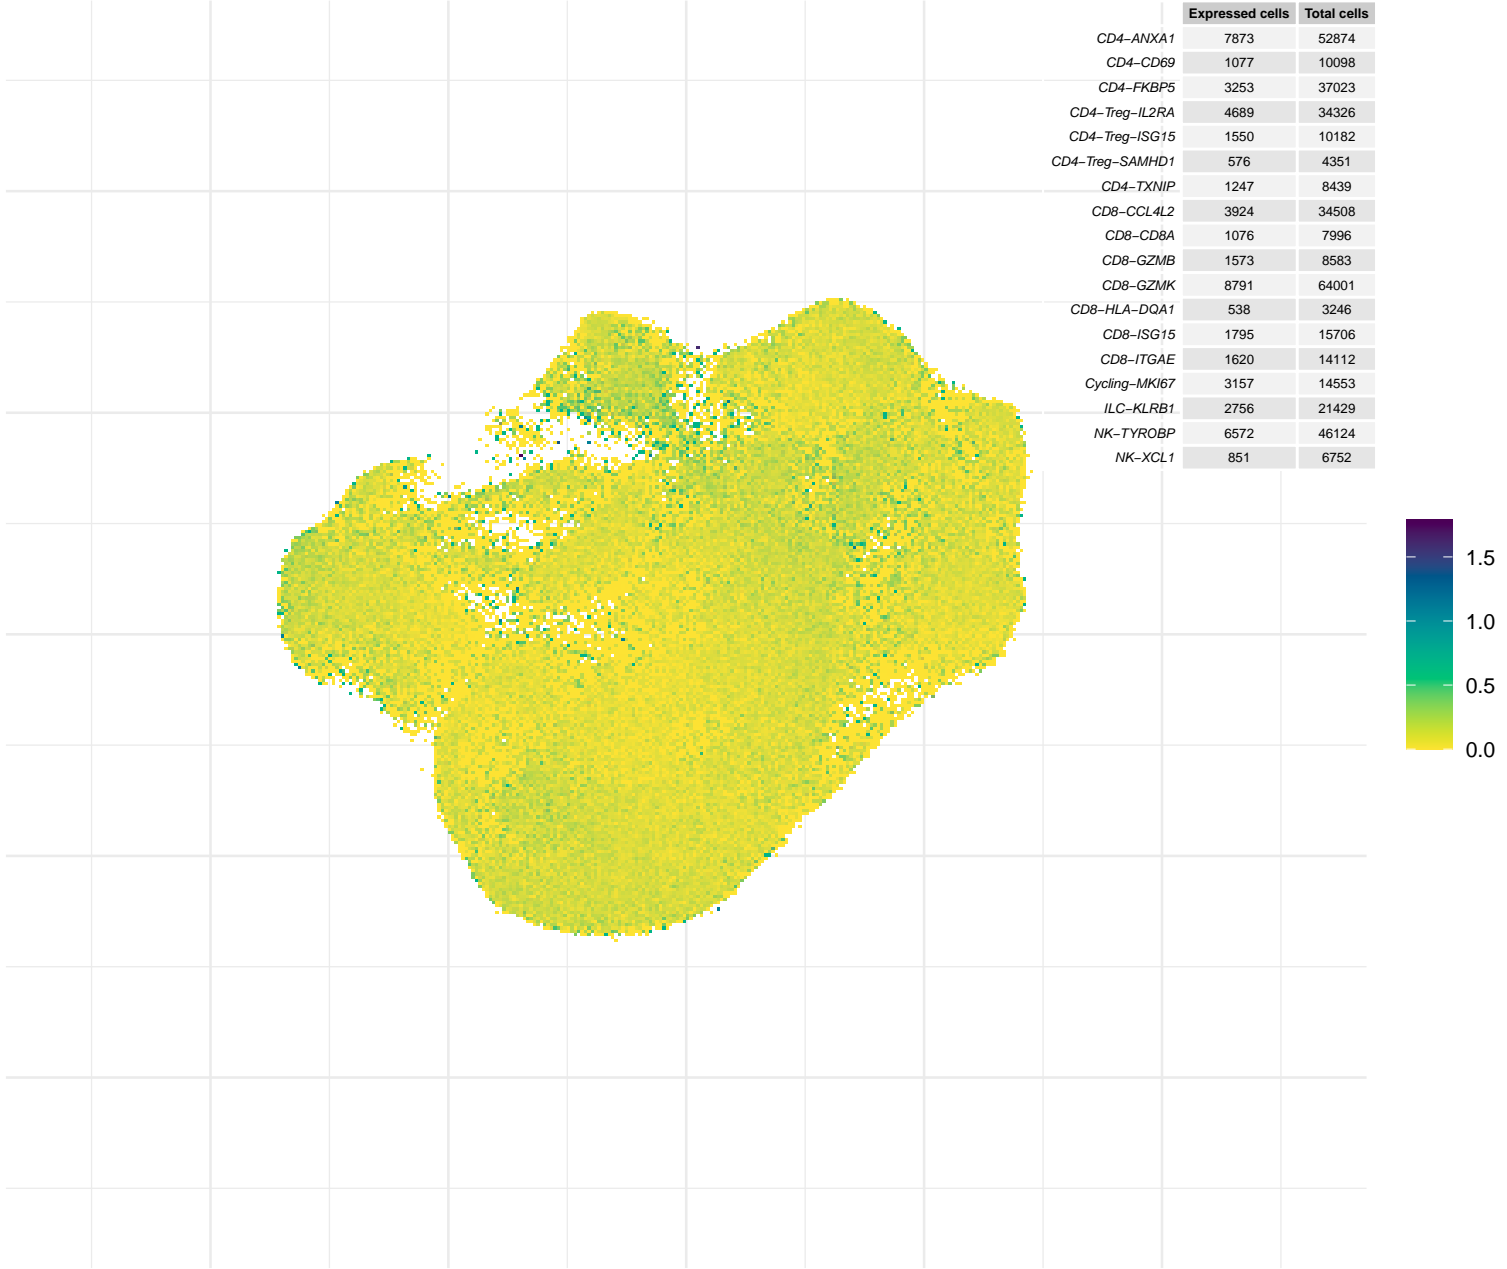 Expressed cells Total cells
CD4−ANXA1 7873 52874
CD4−CD69 1077 10098
CD4−FKBP5 3253 37023
CD4−Treg−IL2RA 4689 34326
CD4−Treg−ISG15 1550 10182
CD4−Treg−SAMHD1 576 4351
CD4−TXNIP 1247 8439
CD8−CCL4L2 3924 34508
CD8−CD8A 1076 7996
CD8−GZMB 1573 8583
CD8−GZMK 8791 64001
CD8−HLA−DQA1 538 3246
CD8−ISG15 1795 15706
CD8−ITGAE 1620 14112
Cycling−MKI67 3157 14553
ILC−KLRB1 2756 21429
NK−TYROBP 6572 46124
NK−XCL1 851 6752
1.5
1.0
0.5
0.0